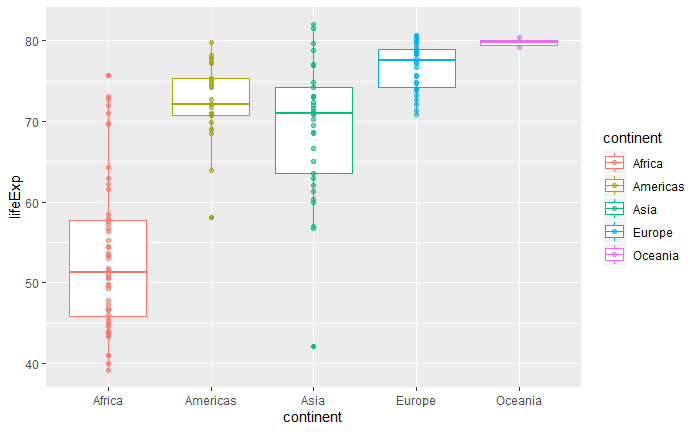 lifeExp
80
70
60
50
40
Africa
Americas
Asia
Europe
Oceania
continent
continent
Africa
Americas
Asia
Europe
Oceania